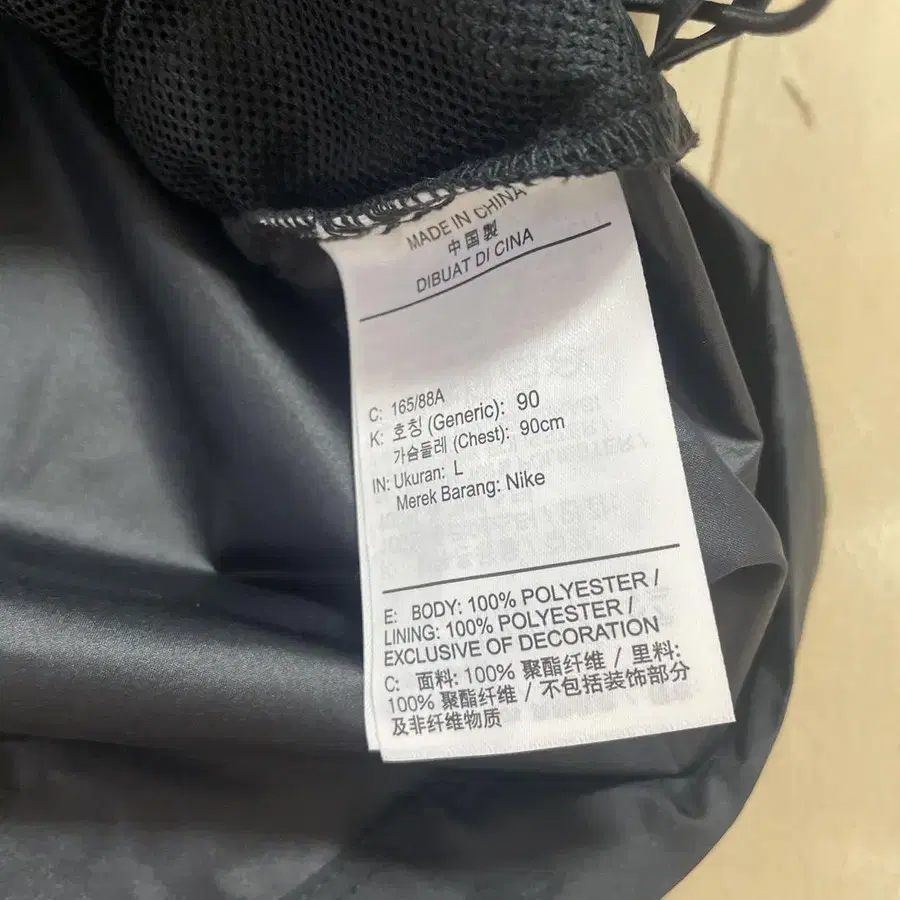 MADE IN CHINA
中国製
DIBUAT DI CINA
C: 165/88A
K: 호칭 (Generic): 90
가슴둘레 (Chest): 90cm
IN: Ukuran: L
Merek Barang: Nike
E: BODY: 100% POLYESTER /
LINING: 100% POLYESTER /
EXCLUSIVE OF DECORATION
C: 面料: 100% 聚酯纤维 / 里料:
100% 聚酯纤维 / 不包括装饰部分
及非纤维物质